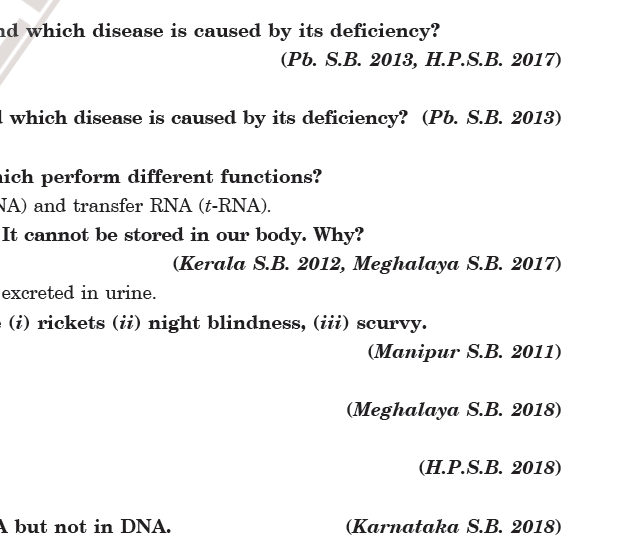 nd which disease is caused by its deficiency?
(Pb. S.B. 2013, H.P.S.B. 2017)
which disease is caused by its deficiency? (Pb. S.B. 2013)
hich perform different functions?
NA) and transfer RNA (t-RNA).
It cannot be stored in our body. Why?
(Kerala S.B. 2012, Meghalaya S.B. 2017)
excreted in urine.
(i) rickets (ii) night blindness, (iii) scurvy.
(Manipur S.B. 2011)
(Meghalaya S.B. 2018)
(H.P.S.B. 2018)
A but not in DNA. (Karnataka S.B. 2018)